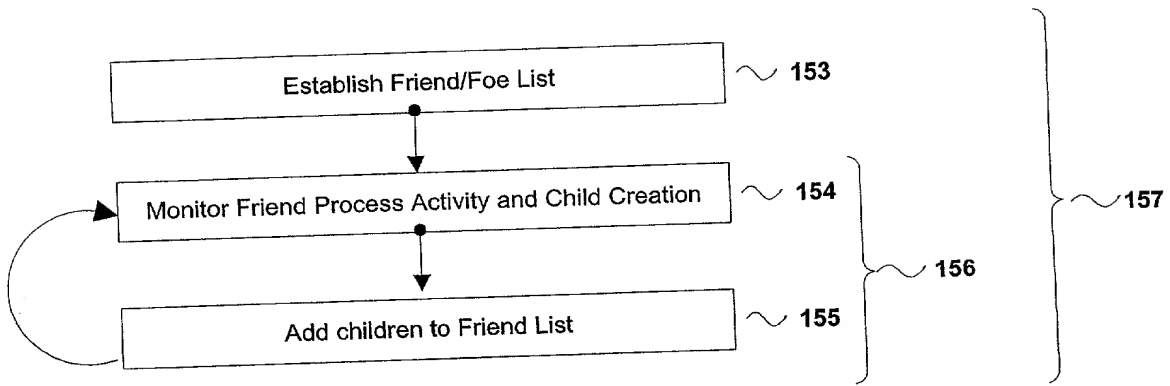 Establish Friend/Foe List
153
Monitor Friend Process Activity and Child Creation
154
157
156
Add children to Friend List
155